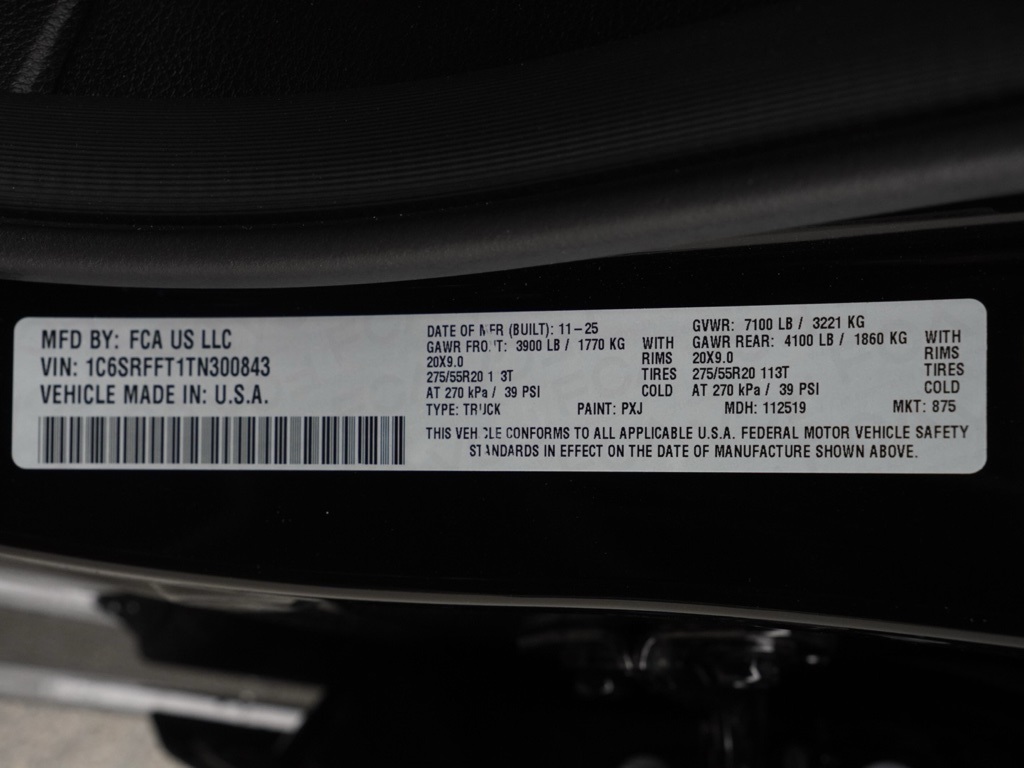 MFD BY: FCA US LLC
VIN: 1C6SRFFT1TN300843
VEHICLE MADE IN: U.S.A.
DATE OF MFR (BUILT): 11-25
GAWR FRONT: 3900 LB / 1770 KG WITH
20X9.0 RIMS
275/55R20 113T TIRES
AT 270 kPa / 39 PSI COLD
GVWR: 7100 LB / 3221 KG
GAWR REAR: 4100 LB / 1860 KG WITH
20X9.0 RIMS
275/55R20 113T TIRES
AT 270 kPa / 39 PSI COLD
TYPE: TRUCK PAINT: PXJ MDH: 112519 MKT: 875
THIS VEHICLE CONFORMS TO ALL APPLICABLE U.S.A. FEDERAL MOTOR VEHICLE SAFETY
STANDARDS IN EFFECT ON THE DATE OF MANUFACTURE SHOWN ABOVE.